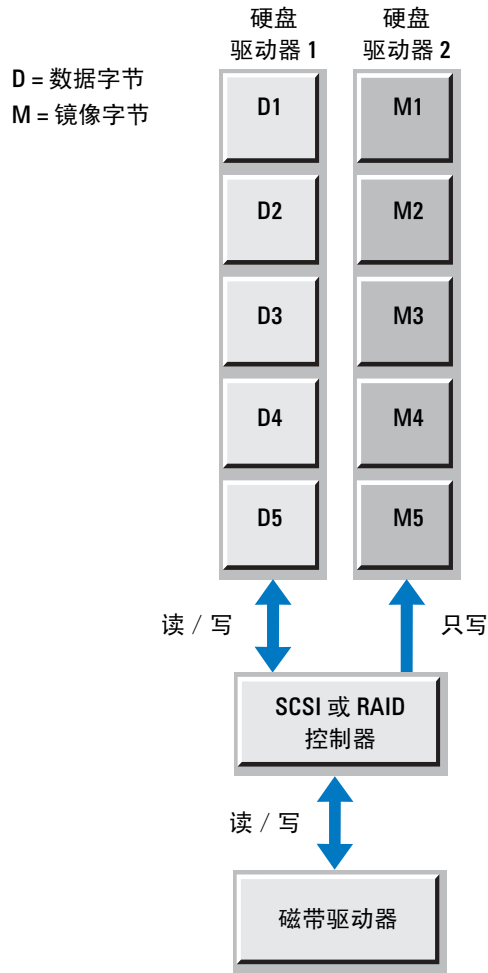 硬盘
驱动器 1
硬盘
驱动器 2
D = 数据字节
M = 镜像字节
D1
M1
D2
M2
D3
M3
D4
M4
D5
M5
读 / 写
只写
SCSI 或 RAID
控制器
读 / 写
磁带驱动器